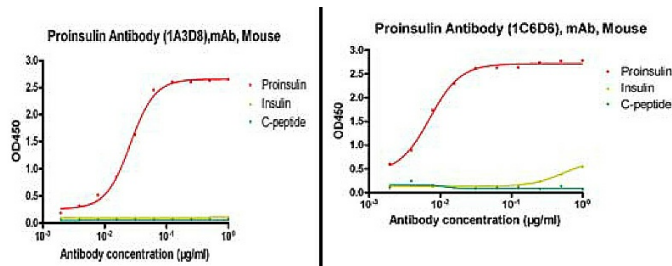 Proinsulin Antibody (1A3D8),mAb, Mouse
3.0
2.5
2.0
1.5
1.0
0.5
0.0
OD450
Proinsulin
Insulin
C-peptide
10-3
10-2
10-1
100
Antibody concentration (µg/ml)
Proinsulin Antibody (1C6D6), mAb, Mouse
3.0
2.5
2.0
1.5
1.0
0.5
0.0
OD450
Proinsulin
Insulin
C-peptide
10-3
10-2
10-1
100
Antibody concentration (µg/ml)